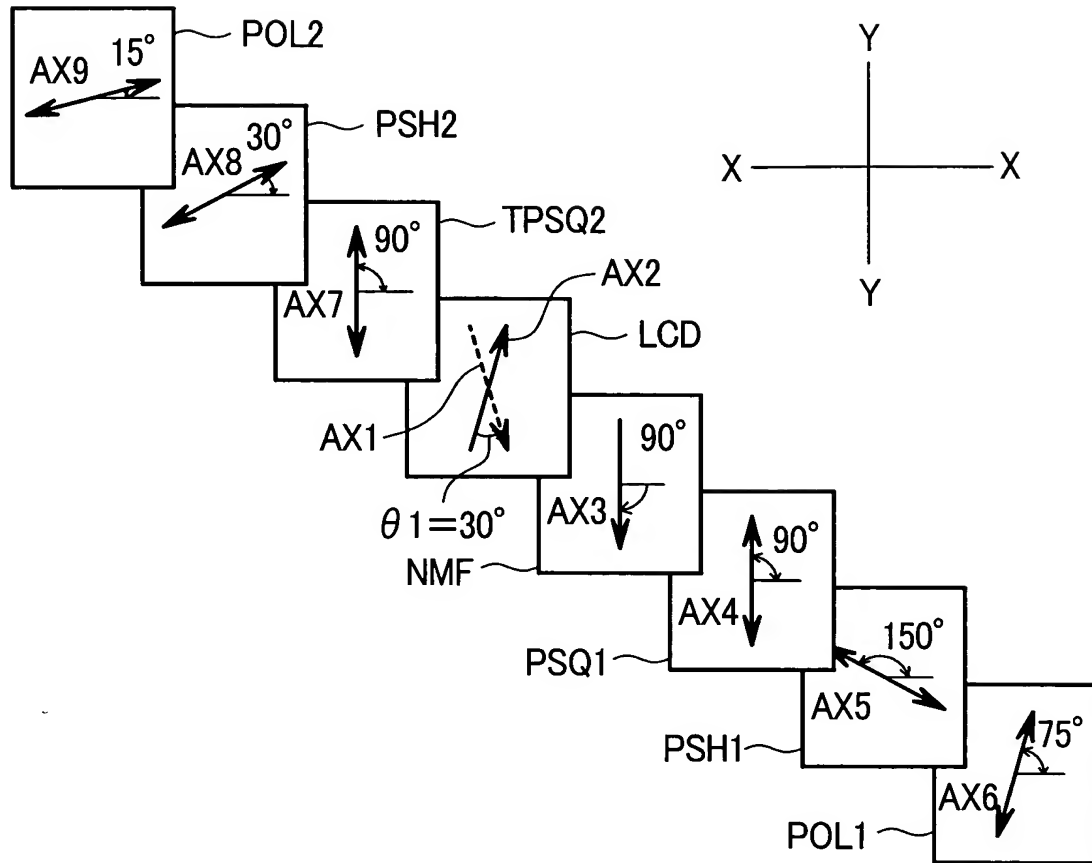 POL2
15°
AX9
PSH2
30°
AX8
Y
X X
Y
TPSQ2
90°
AX7
AX2
LCD
AX1
θ1=30°
90°
AX3
NMF
90°
AX4
PSQ1
150°
AX5
PSH1
75°
AX6
POL1